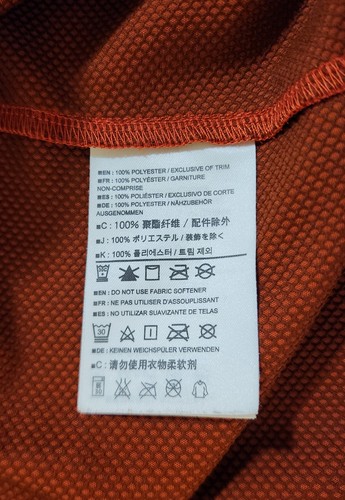 ■EN : 100% POLYESTER / EXCLUSIVE OF TRIM
■FR : 100% POLYESTER / GARNITURE
NON-COMPRISE
■ES : 100% POLIÉSTER / EXCLUSIVO DE CORTE
■DE : 100% POLYESTER / NÄHZUBEHÖR
AUSGENOMMEN
■C: 100% 聚酯纤维 / 配件除外
■J : 100% ポリエステル / 装飾を除く
■K : 100% 폴리에스터 / 트림 제외
■EN : DO NOT USE FABRIC SOFTENER
■FR : NE PAS UTILISER D'ASSOUPLISSANT
■ES : NO UTILIZAR SUAVIZANTE DE TELAS
30
■DE : KEINEN WEICHSPÜLER VERWENDEN
■C : 请勿使用衣物柔软剂